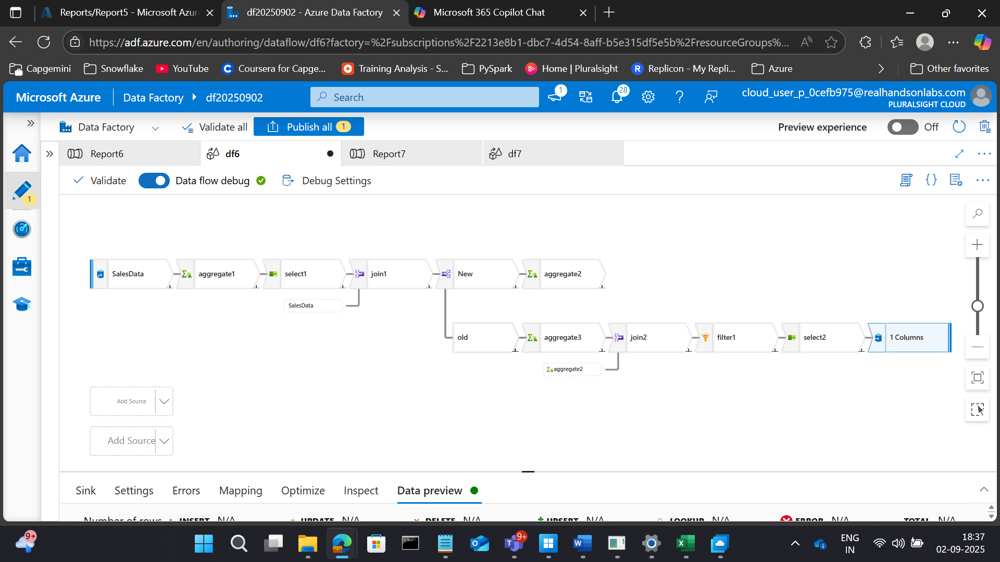 Reports/Report5 - Microsoft Azur
df20250902 - Azure Data Factory
Microsoft 365 Copilot Chat
https://adf.azure.com/en/authoring/dataflow/df6?factory=%2Fsubscriptions%2F2213e8b1-dbc7-4d54-8aff-b5e315df5e5b%2FresourceGroups%...
Capgemini
Snowflake
YouTube
Coursera for Capge...
Training Analysis - S...
PySpark
Home | Pluralsight
Replicon - My Repli...
Azure
Other favorites
Microsoft Azure
Data Factory
df20250902
Search
1
28
cloud_user_p_0cefb975@realhandsonlabs.com
PLURALSIGHT CLOUD
Data Factory
Validate all
Publish all 1
Preview experience
Off
Report6
df6
Report7
df7
Validate
Data flow debug
Debug Settings
1
SalesData
aggregate1
select1
join1
New
aggregate2
SalesData
old
aggregate3
join2
filter1
select2
1 Columns
aggregate2
Add Source
Add Source
Sink
Settings
Errors
Mapping
Optimize
Inspect
Data preview
Number of rows
INSERT N/A
UPDATE N/A
DELETE N/A
UPSERT N/A
LOOKUP N/A
ERROR N/A
TOTAL N/A
9+
9+
ENG
IN
18:37
02-09-2025